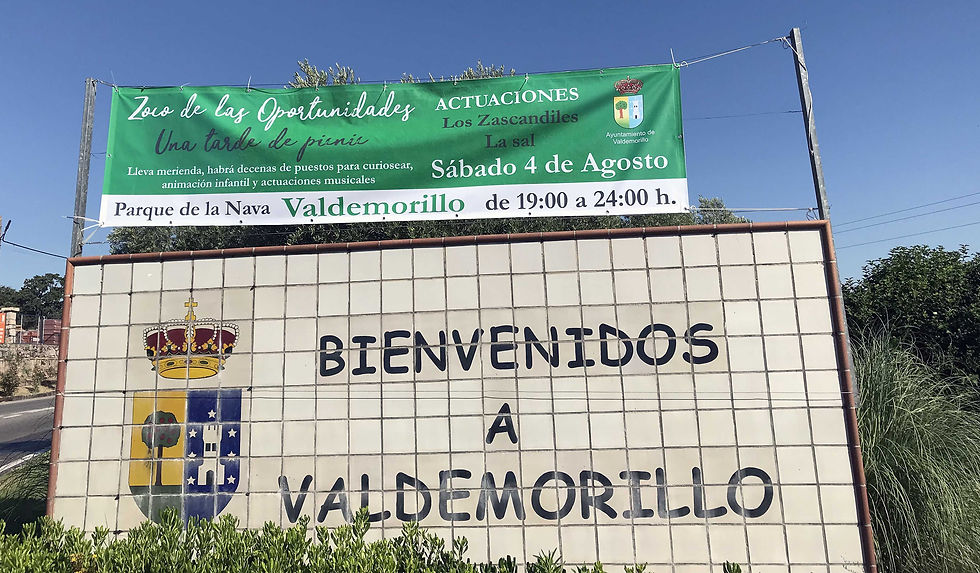 Zoco de las Oportunidades
Una tarde de picnic
Lleva merienda, habrá decenas de puestos para curiosear,
animación infantil y actuaciones musicales
ACTUACIONES
Los Zascandiles
La sal
Sábado 4 de Agosto
Ayuntamiento de
Valdemorillo
Parque de la Nava Valdemorillo de 19:00 a 24:00 h.
BIENVENIDOS
A
VALDEMORILLO